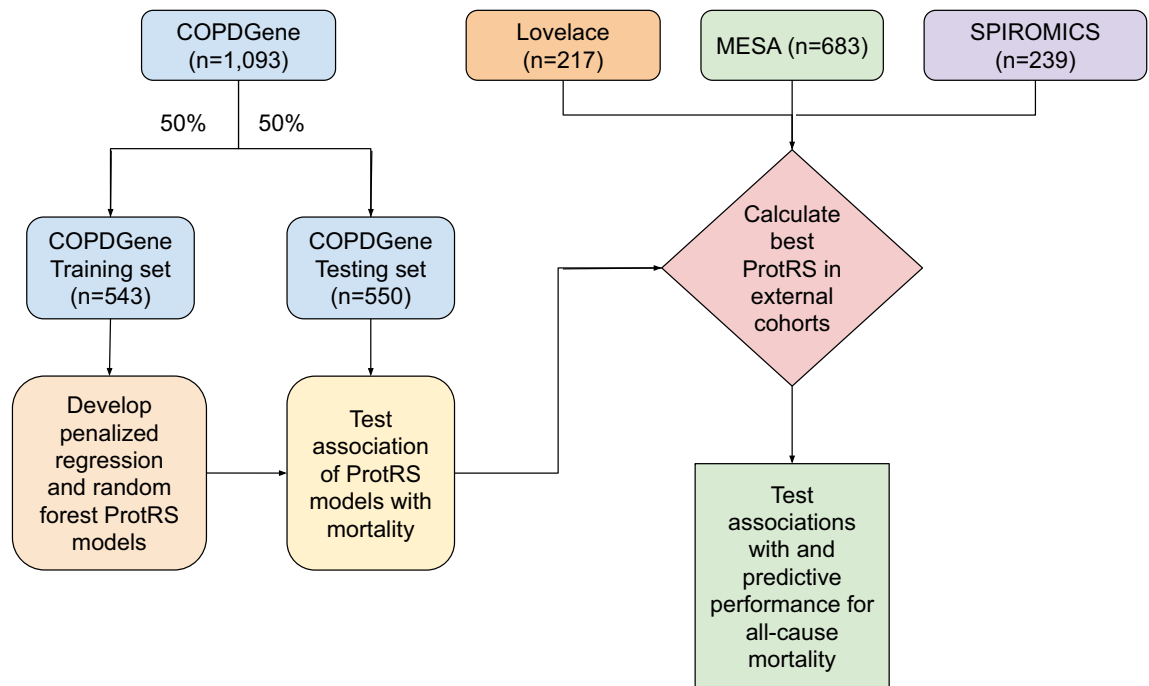 COPDGene
(n=1,093)
Lovelace
(n=217)
MESA (n=683)
SPIROMICS
(n=239)
50%
50%
COPDGene
Training set
(n=543)
COPDGene
Testing set
(n=550)
Calculate
best
ProtRS in
external
cohorts
Develop
penalized
regression
and random
forest ProtRS
models
Test
association
of ProtRS
models with
mortality
Test
associations
with and
predictive
performance for
all-cause
mortality